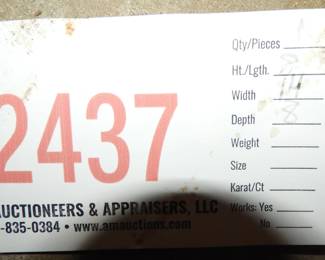 2437
AUCTIONEERS & APPRAISERS, LLC
-835-0384 • www.amauctions.com
Qty/Pieces
Ht./Lgth.
Width
Depth
Weight
Size
Karat/Ct
Works: Yes
No